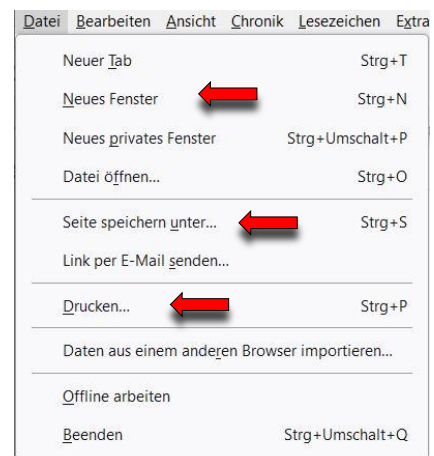 Datei Bearbeiten Ansicht Chronik Lesezeichen Extra
Neuer Tab Strg+T
Neues Fenster Strg+N
Neues privates Fenster Strg+Umschalt+P
Datei öffnen... Strg+O
Seite speichern unter... Strg+S
Link per E-Mail senden...
Drucken... Strg+P
Daten aus einem anderen Browser importieren...
Offline arbeiten
Beenden Strg+Umschalt+Q